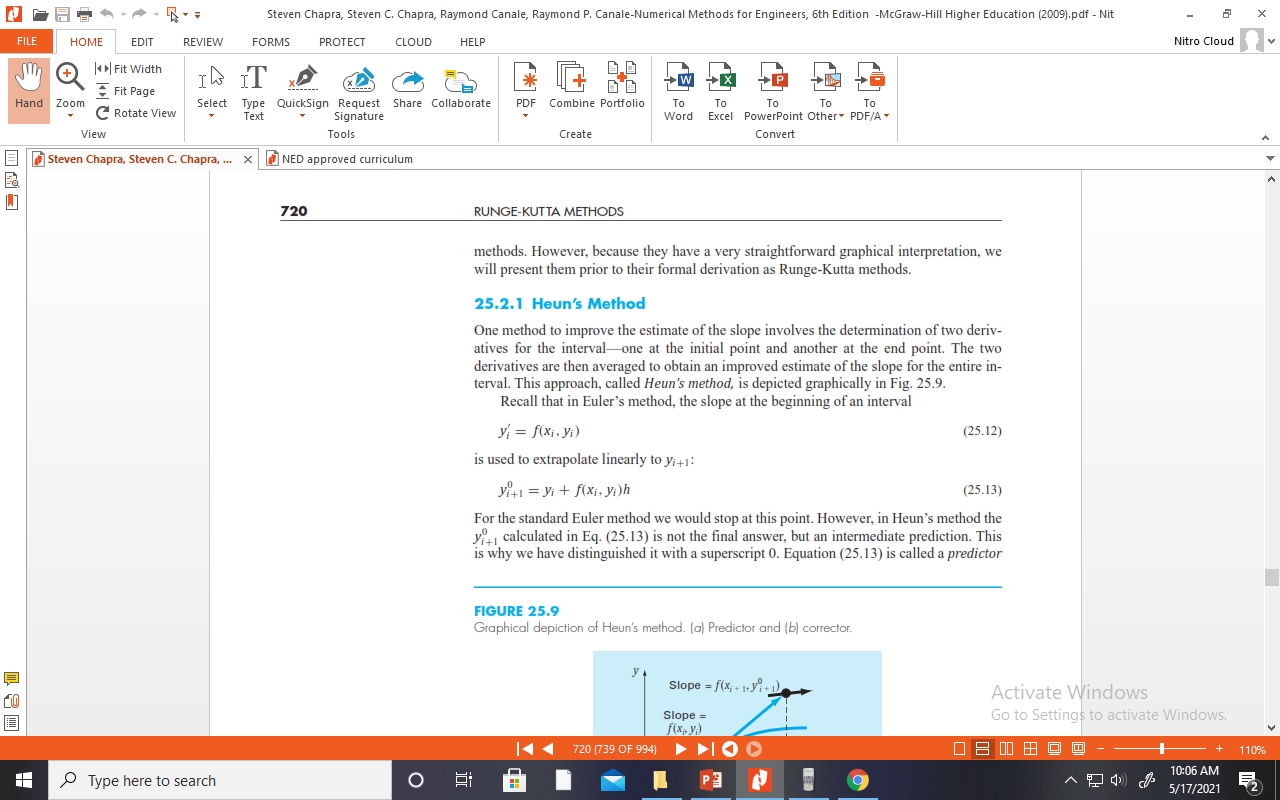 Steven Chapra, Steven C. Chapra, Raymond Canale, Raymond P. Canale-Numerical Methods for Engineers, 6th Edition -McGraw-Hill Higher Education (2009).pdf - Nit
FILE HOME EDIT REVIEW FORMS PROTECT CLOUD HELP
Nitro Cloud
Hand
Zoom
Fit Width
Fit Page
Rotate View
View
Select
Type Text
QuickSign
Request Signature
Share
Collaborate
Tools
PDF
Combine
Portfolio
Create
To Word
To Excel
To PowerPoint
To Other
To PDF/A
Convert
Steven Chapra, Steven C. Chapra, ...
NED approved curriculum
720 RUNGE-KUTTA METHODS
methods. However, because they have a very straightforward graphical interpretation, we
will present them prior to their formal derivation as Runge-Kutta methods.
25.2.1 Heun's Method
One method to improve the estimate of the slope involves the determination of two deriv-
atives for the interval—one at the initial point and another at the end point. The two
derivatives are then averaged to obtain an improved estimate of the slope for the entire in-
terval. This approach, called Heun's method, is depicted graphically in Fig. 25.9.
Recall that in Euler's method, the slope at the beginning of an interval
y′ᵢ = f(xᵢ, yᵢ) (25.12)
is used to extrapolate linearly to yᵢ₊₁:
y⁰ᵢ₊₁ = yᵢ + f(xᵢ, yᵢ)h (25.13)
For the standard Euler method we would stop at this point. However, in Heun's method the
y⁰ᵢ₊₁ calculated in Eq. (25.13) is not the final answer, but an intermediate prediction. This
is why we have distinguished it with a superscript 0. Equation (25.13) is called a predictor
FIGURE 25.9
Graphical depiction of Heun's method. (a) Predictor and (b) corrector.
y
Slope = f(xᵢ₊₁, y⁰ᵢ₊₁)
Slope =
f(xᵢ, yᵢ)
Activate Windows
Go to Settings to activate Windows.
720 (739 OF 994)
110%
Type here to search
10:06 AM
5/17/2021
2